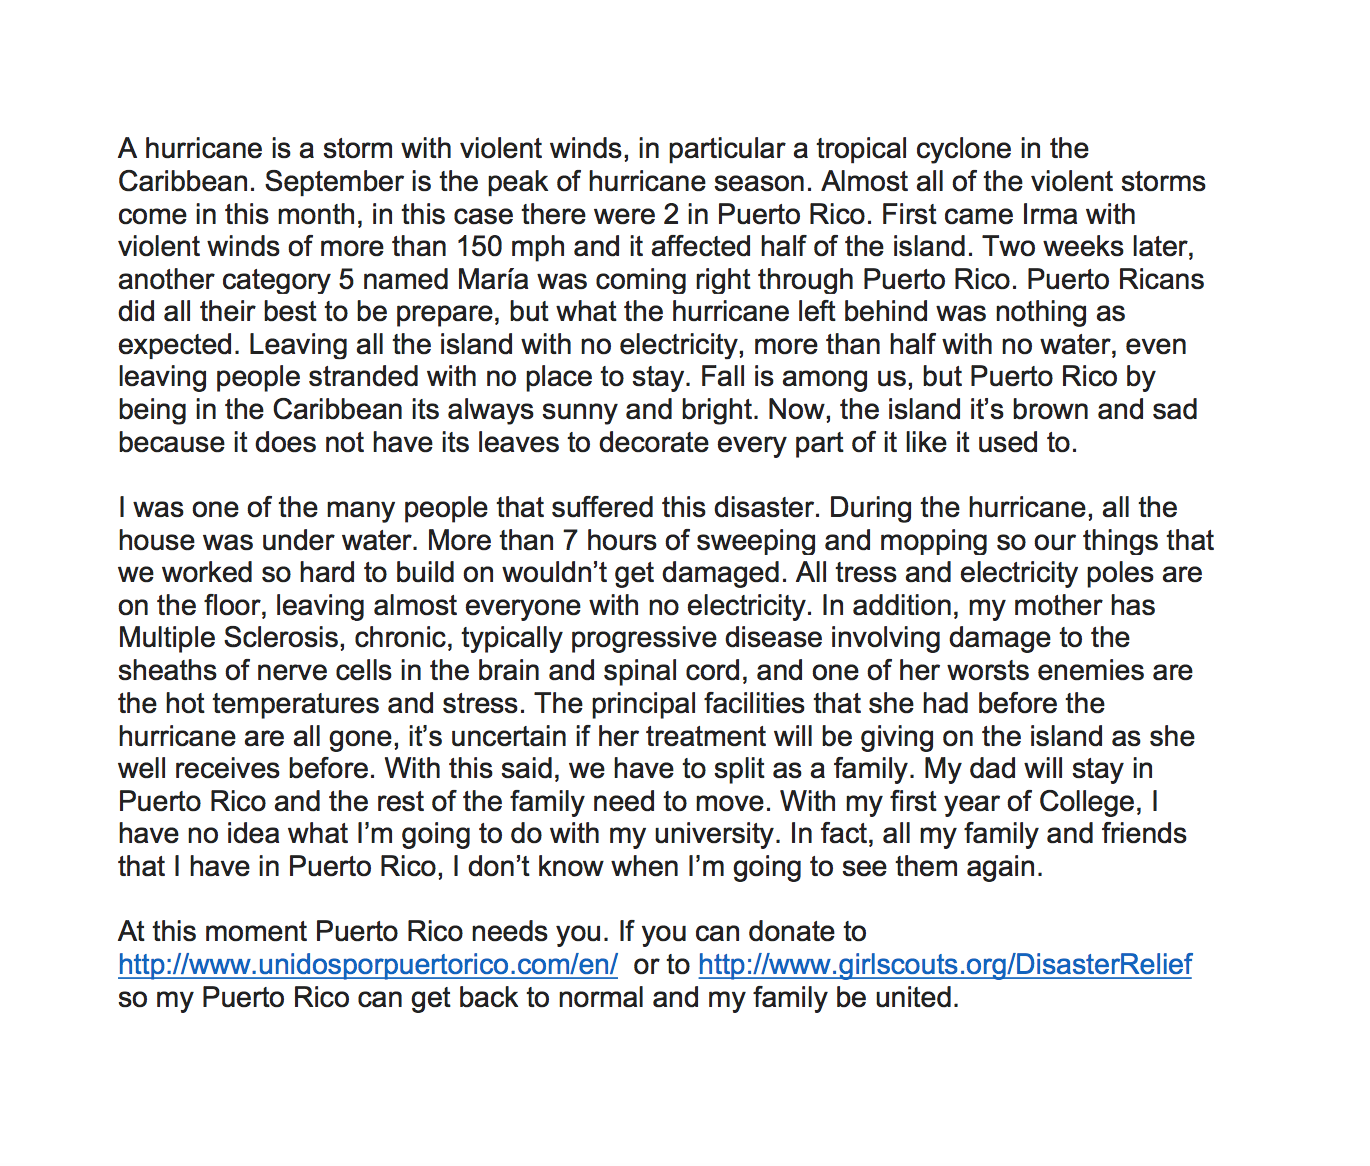 A hurricane is a storm with violent winds, in particular a tropical cyclone in the
Caribbean. September is the peak of hurricane season. Almost all of the violent storms
come in this month, in this case there were 2 in Puerto Rico. First came Irma with
violent winds of more than 150 mph and it affected half of the island. Two weeks later,
another category 5 named María was coming right through Puerto Rico. Puerto Ricans
did all their best to be prepare, but what the hurricane left behind was nothing as
expected. Leaving all the island with no electricity, more than half with no water, even
leaving people stranded with no place to stay. Fall is among us, but Puerto Rico by
being in the Caribbean its always sunny and bright. Now, the island it’s brown and sad
because it does not have its leaves to decorate every part of it like it used to.

I was one of the many people that suffered this disaster. During the hurricane, all the
house was under water. More than 7 hours of sweeping and mopping so our things that
we worked so hard to build on wouldn’t get damaged. All tress and electricity poles are
on the floor, leaving almost everyone with no electricity. In addition, my mother has
Multiple Sclerosis, chronic, typically progressive disease involving damage to the
sheaths of nerve cells in the brain and spinal cord, and one of her worsts enemies are
the hot temperatures and stress. The principal facilities that she had before the
hurricane are all gone, it’s uncertain if her treatment will be giving on the island as she
well receives before. With this said, we have to split as a family. My dad will stay in
Puerto Rico and the rest of the family need to move. With my first year of College, I
have no idea what I’m going to do with my university. In fact, all my family and friends
that I have in Puerto Rico, I don’t know when I’m going to see them again.

At this moment Puerto Rico needs you. If you can donate to
http://www.unidosporpuertorico.com/en/ or to http://www.girlscouts.org/DisasterRelief
so my Puerto Rico can get back to normal and my family be united.